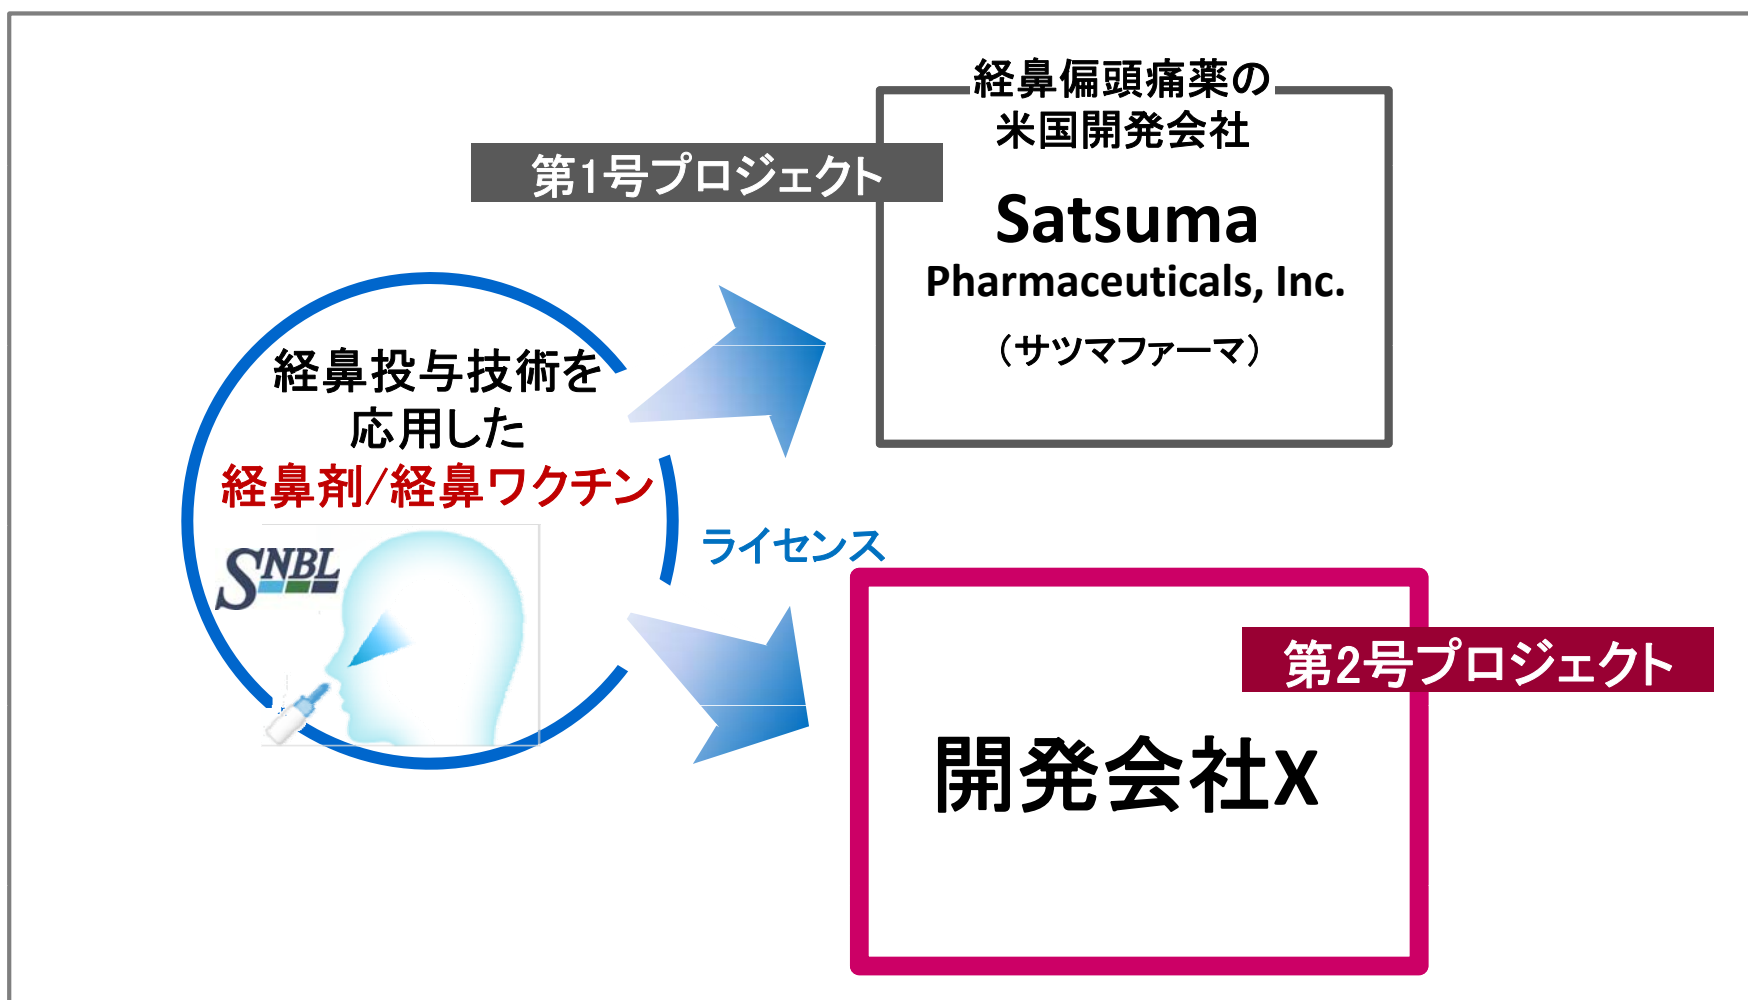 経鼻偏頭痛薬の
米国開発会社
第1号プロジェクト
Satsuma
Pharmaceuticals, Inc.
（サツマファーマ）
経鼻投与技術を
応用した
経鼻剤/経鼻ワクチン
SNBL
ライセンス
第2号プロジェクト
開発会社X